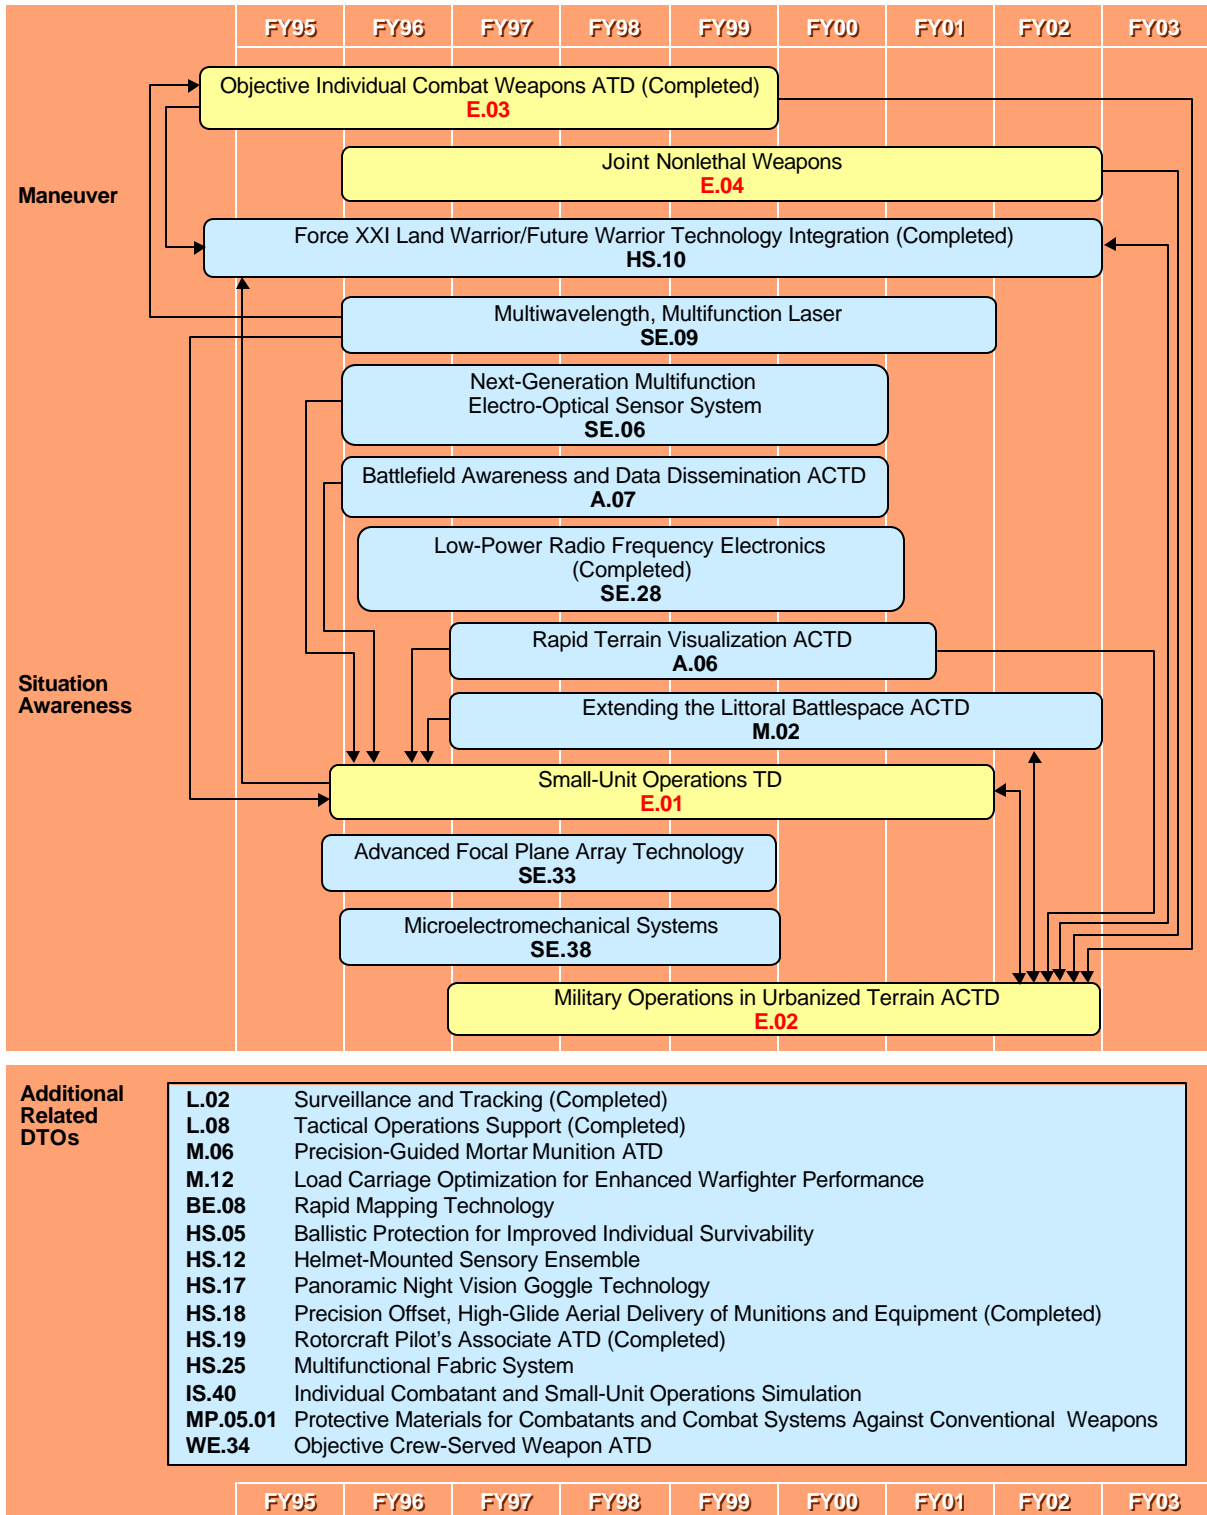 FY95 FY96 FY97 FY98 FY99 FY00 FY01 FY02 FY03
Objective Individual Combat Weapons ATD (Completed)
E.03
Joint Nonlethal Weapons
E.04
Maneuver
Force XXI Land Warrior/Future Warrior Technology Integration (Completed)
HS.10
Multiwavelength, Multifunction Laser
SE.09
Next-Generation Multifunction
Electro-Optical Sensor System
SE.06
Battlefield Awareness and Data Dissemination ACTD
A.07
Low-Power Radio Frequency Electronics
(Completed)
SE.28
Rapid Terrain Visualization ACTD
A.06
Situation
Awareness
Extending the Littoral Battlespace ACTD
M.02
Small-Unit Operations TD
E.01
Advanced Focal Plane Array Technology
SE.33
Microelectromechanical Systems
SE.38
Military Operations in Urbanized Terrain ACTD
E.02
Additional
Related
DTOs
L.02 Surveillance and Tracking (Completed)
L.08 Tactical Operations Support (Completed)
M.06 Precision-Guided Mortar Munition ATD
M.12 Load Carriage Optimization for Enhanced Warfighter Performance
BE.08 Rapid Mapping Technology
HS.05 Ballistic Protection for Improved Individual Survivability
HS.12 Helmet-Mounted Sensory Ensemble
HS.17 Panoramic Night Vision Goggle Technology
HS.18 Precision Offset, High-Glide Aerial Delivery of Munitions and Equipment (Completed)
HS.19 Rotorcraft Pilot's Associate ATD (Completed)
HS.25 Multifunctional Fabric System
IS.40 Individual Combatant and Small-Unit Operations Simulation
MP.05.01 Protective Materials for Combatants and Combat Systems Against Conventional Weapons
WE.34 Objective Crew-Served Weapon ATD
FY95 FY96 FY97 FY98 FY99 FY00 FY01 FY02 FY03